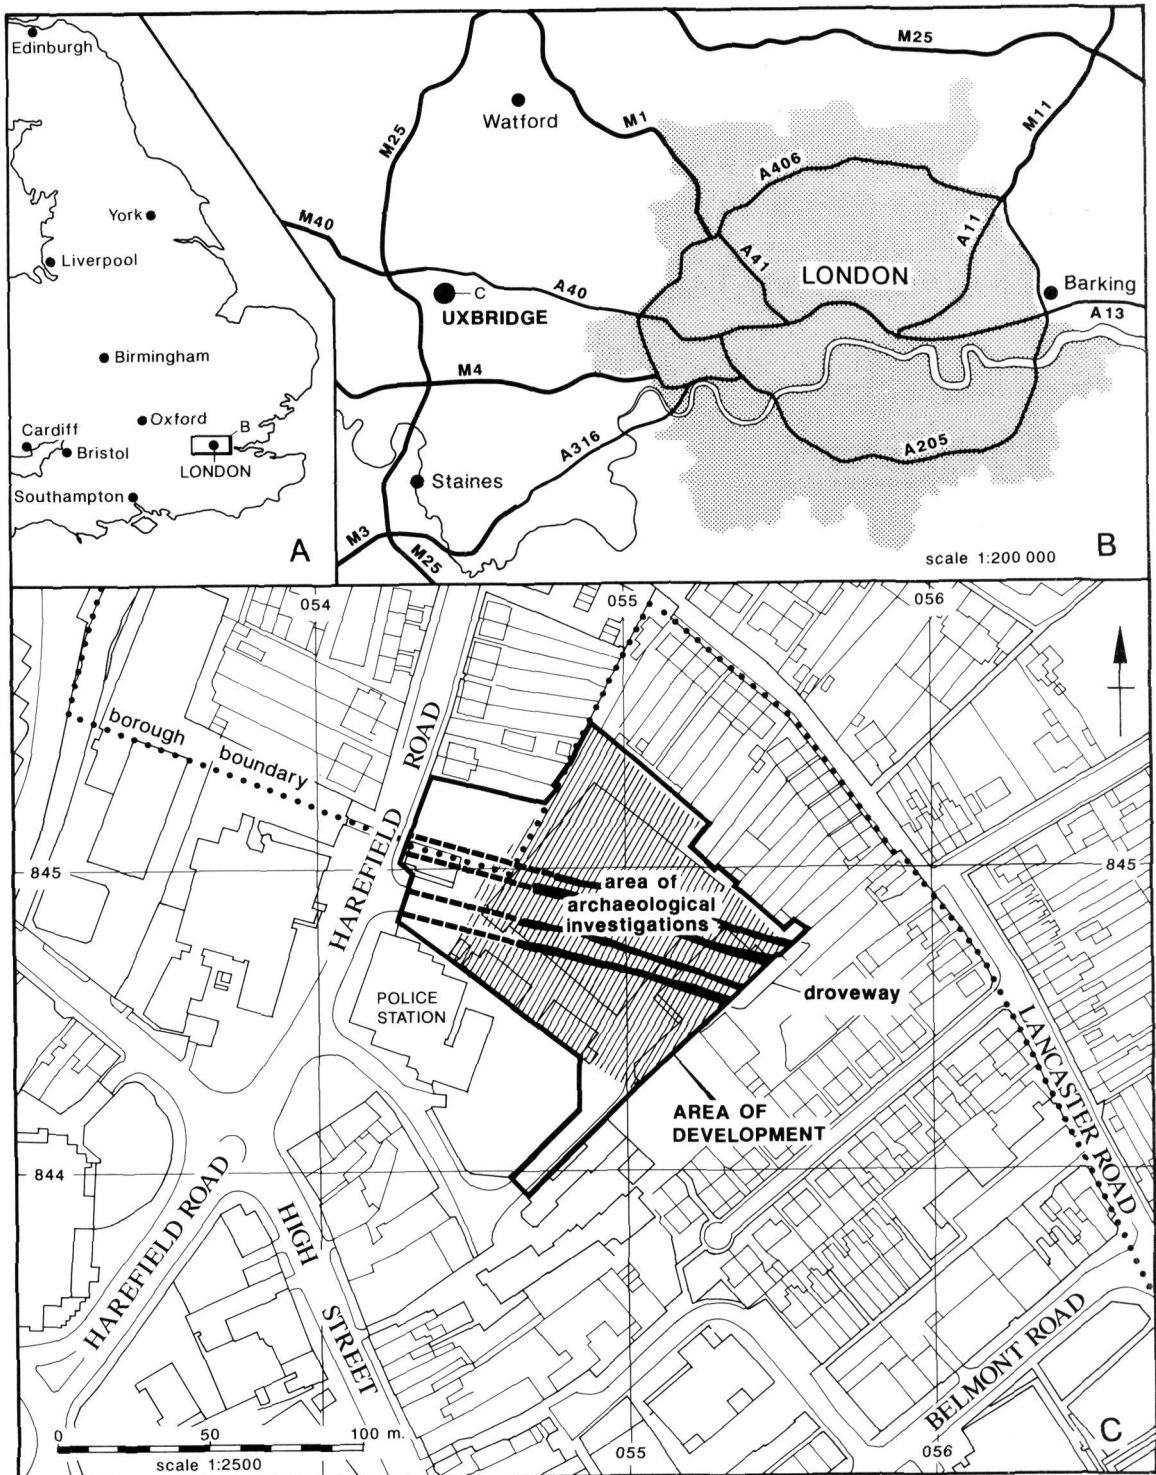 Edinburgh
York
Liverpool
Birmingham
Oxford
B
Cardiff
Bristol
LONDON
Southampton
A
M25
M25
Watford
M1
M11
A406
M40
A11
A41
LONDON
Barking
C
A40
UXBRIDGE
A13
M4
A316
A205
Staines
M3
M25
scale 1:200 000
B
054
055
056
borough boundary
HAREFIELD ROAD
845
845
area of
archaeological
investigations
droveway
POLICE
STATION
LANCASTER ROAD
AREA OF
DEVELOPMENT
844
HAREFIELD ROAD
HIGH STREET
BELMONT ROAD
0 50 100 m.
scale 1:2500
055
056
C